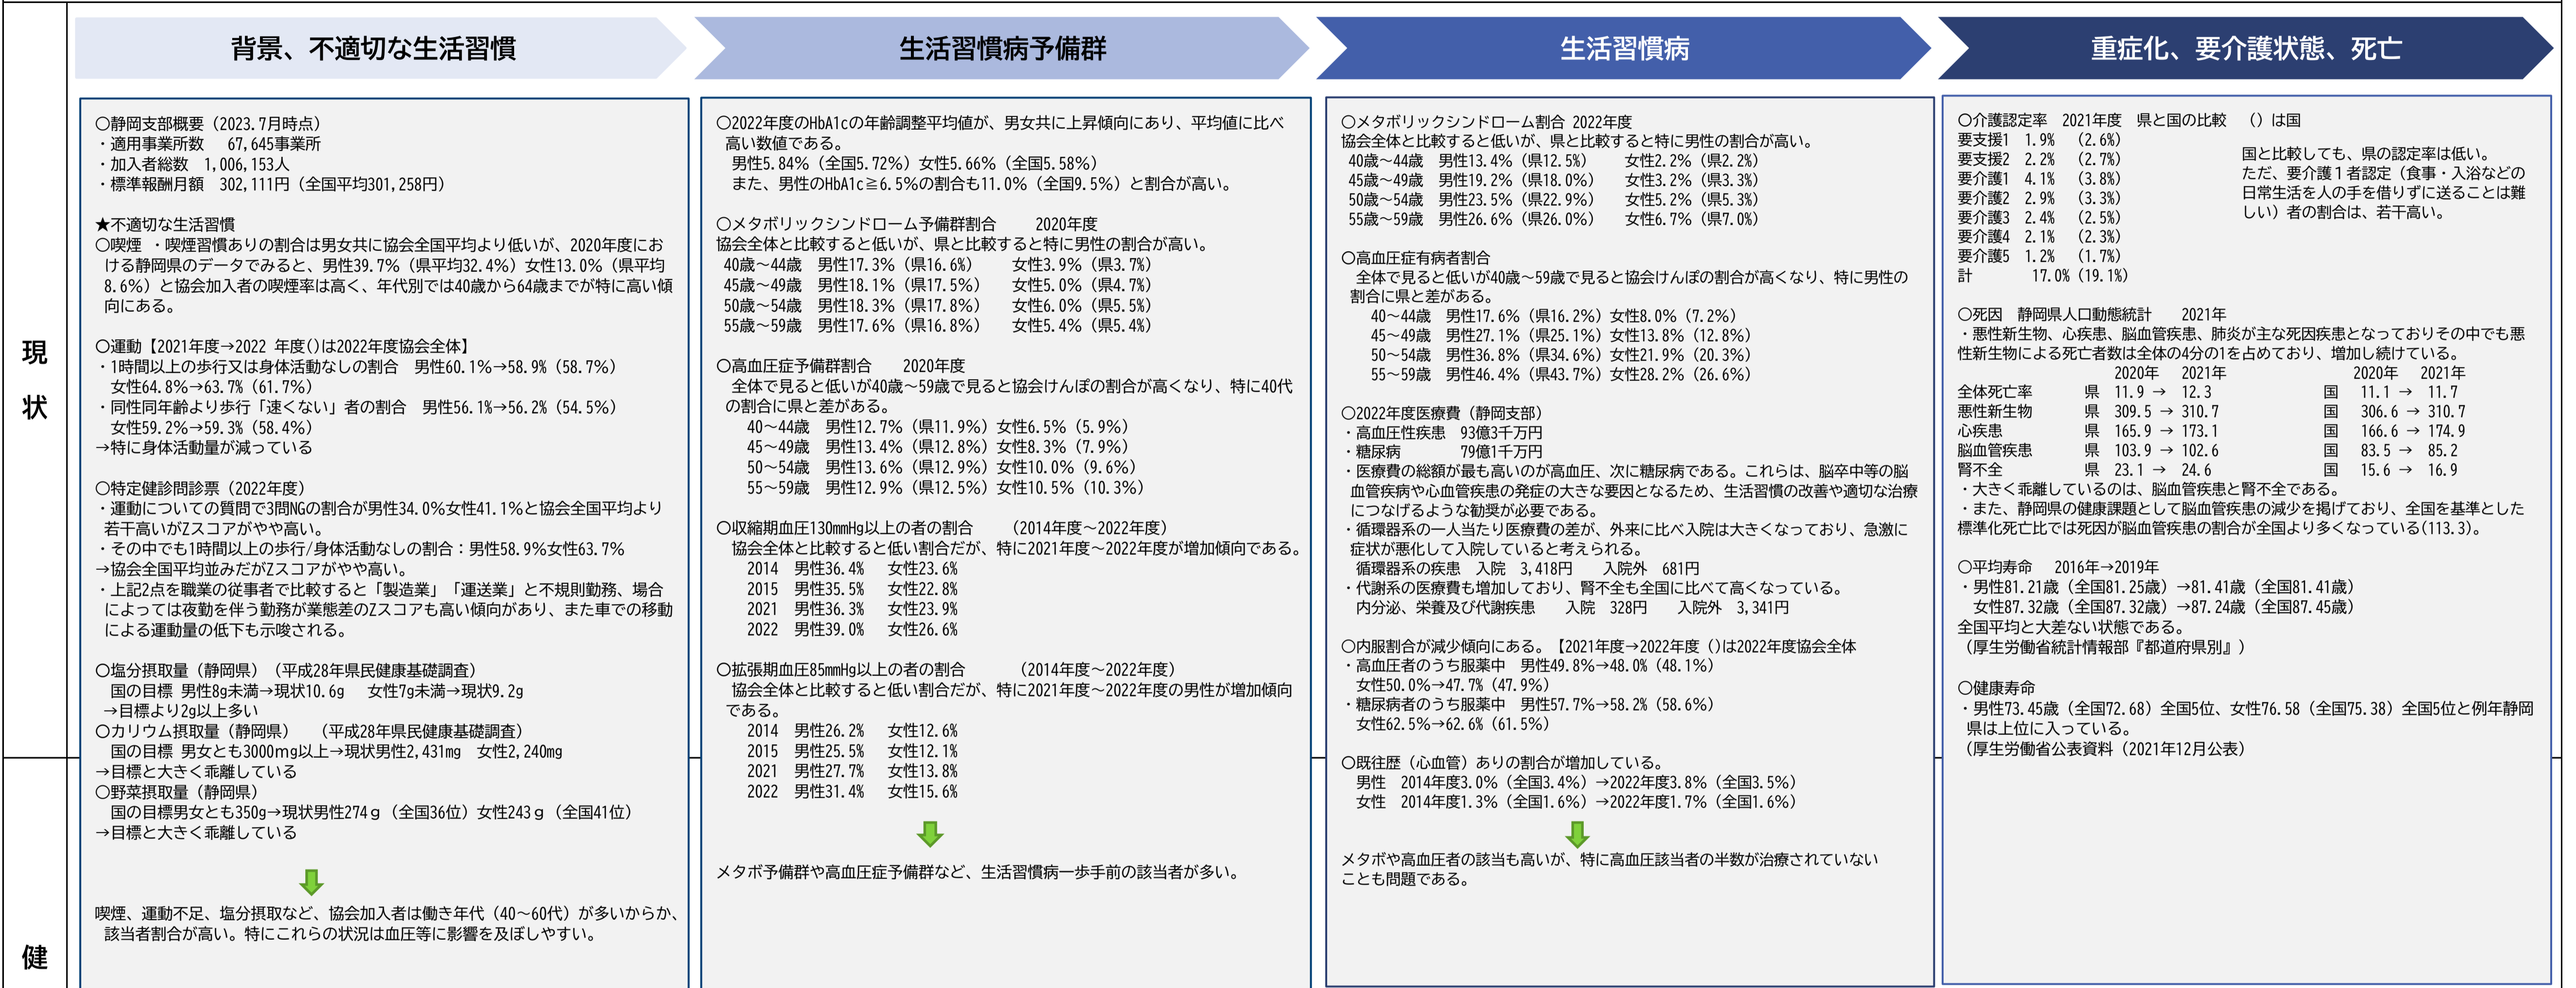 現
状
健
背景、不適切な生活習慣
○静岡支部概要（2023.7月時点）
・適用事業所数　67,645事業所
・加入者総数　1,006,153人
・標準報酬月額　302,111円（全国平均301,258円）
★不適切な生活習慣
○喫煙 ・喫煙習慣ありの割合は男女共に協会全国平均より低いが、2020年度にお
ける静岡県のデータでみると、男性39.7%（県平均32.4%）女性13.0%（県平均
8.6%）と協会加入者の喫煙率は高く、年代別では40歳から64歳までが特に高い傾
向にある。
○運動【2021年度→2022 年度()は2022年度協会全体】
・1時間以上の歩行又は身体活動なしの割合　男性60.1%→58.9%（58.7%）
女性64.8%→63.7%（61.7%）
・同性同年齢より歩行「速くない」者の割合　男性56.1%→56.2%（54.5%）
女性59.2%→59.3%（58.4%）
→特に身体活動量が減っている
○特定健診問診票（2022年度）
・運動についての質問で3問NGの割合が男性34.0%女性41.1%と協会全国平均より
若干高いがZスコアがやや高い。
・その中でも1時間以上の歩行/身体活動なしの割合：男性58.9%女性63.7%
→協会全国平均並みだがZスコアがやや高い。
・上記2点を職業の従事者で比較すると「製造業」「運送業」と不規則勤務、場合
によっては夜勤を伴う勤務が業態差のZスコアも高い傾向があり、また車での移動
による運動量の低下も示唆される。
○塩分摂取量（静岡県）（平成28年県民健康基礎調査）
国の目標 男性8g未満→現状10.6g　女性7g未満→現状9.2g
→目標より2g以上多い
○カリウム摂取量（静岡県）　（平成28年県民健康基礎調査）
国の目標 男女とも3000mg以上→現状男性2,431mg　女性2,240mg
→目標と大きく乖離している
○野菜摂取量（静岡県）
国の目標男女とも350g→現状男性274ｇ（全国36位）女性243ｇ（全国41位）
→目標と大きく乖離している
喫煙、運動不足、塩分摂取など、協会加入者は働き年代（40～60代）が多いからか、
該当者割合が高い。特にこれらの状況は血圧等に影響を及ぼしやすい。
生活習慣病予備群
○2022年度のHbA1cの年齢調整平均値が、男女共に上昇傾向にあり、平均値に比べ
高い数値である。
男性5.84%（全国5.72%）女性5.66%（全国5.58%）
また、男性のHbA1c≧6.5%の割合も11.0%（全国9.5%）と割合が高い。
○メタボリックシンドローム予備群割合　　2020年度
協会全体と比較すると低いが、県と比較すると特に男性の割合が高い。
40歳～44歳　男性17.3%（県16.6%）　　女性3.9%（県3.7%）
45歳～49歳　男性18.1%（県17.5%）　　女性5.0%（県4.7%）
50歳～54歳　男性18.3%（県17.8%）　　女性6.0%（県5.5%）
55歳～59歳　男性17.6%（県16.8%）　　女性5.4%（県5.4%）
○高血圧症予備群割合　　2020年度
全体で見ると低いが40歳～59歳で見ると協会けんぽの割合が高くなり、特に40代
の割合に県と差がある。
40～44歳　男性12.7%（県11.9%）女性6.5%（5.9%）
45～49歳　男性13.4%（県12.8%）女性8.3%（7.9%）
50～54歳　男性13.6%（県12.9%）女性10.0%（9.6%）
55～59歳　男性12.9%（県12.5%）女性10.5%（10.3%）
○収縮期血圧130mmHg以上の者の割合　　（2014年度～2022年度）
協会全体と比較すると低い割合だが、特に2021年度～2022年度が増加傾向である。
2014　男性36.4%　女性23.6%
2015　男性35.5%　女性22.8%
2021　男性36.3%　女性23.9%
2022　男性39.0%　女性26.6%
○拡張期血圧85mmHg以上の者の割合　　　（2014年度～2022年度）
協会全体と比較すると低い割合だが、特に2021年度～2022年度の男性が増加傾向
である。
2014　男性26.2%　女性12.6%
2015　男性25.5%　女性12.1%
2021　男性27.7%　女性13.8%
2022　男性31.4%　女性15.6%
メタボ予備群や高血圧症予備群など、生活習慣病一歩手前の該当者が多い。
生活習慣病
○メタボリックシンドローム割合 2022年度
協会全体と比較すると低いが、県と比較すると特に男性の割合が高い。
40歳～44歳　男性13.4%（県12.5%）　　女性2.2%（県2.2%）
45歳～49歳　男性19.2%（県18.0%）　　女性3.2%（県3.3%）
50歳～54歳　男性23.5%（県22.9%）　　女性5.2%（県5.3%）
55歳～59歳　男性26.6%（県26.0%）　　女性6.7%（県7.0%）
○高血圧症有病者割合
全体で見ると低いが40歳～59歳で見ると協会けんぽの割合が高くなり、特に男性の
割合に県と差がある。
40～44歳　男性17.6%（県16.2%）女性8.0%（7.2%）
45～49歳　男性27.1%（県25.1%）女性13.8%（12.8%）
50～54歳　男性36.8%（県34.6%）女性21.9%（20.3%）
55～59歳　男性46.4%（県43.7%）女性28.2%（26.6%）
○2022年度医療費（静岡支部）
・高血圧性疾患　93億3千万円
・糖尿病　　　　79億1千万円
・医療費の総額が最も高いのが高血圧、次に糖尿病である。これらは、脳卒中等の脳
血管疾病や心血管疾患の発症の大きな要因となるため、生活習慣の改善や適切な治療
につなげるような勧奨が必要である。
・循環器系の一人当たり医療費の差が、外来に比べ入院は大きくなっており、急激に
症状が悪化して入院していると考えられる。
循環器系の疾患　入院　3,418円　　入院外　681円
・代謝系の医療費も増加しており、腎不全も全国に比べて高くなっている。
内分泌、栄養及び代謝疾患　　入院　328円　　入院外　3,341円
○内服割合が減少傾向にある。【2021年度→2022年度（)は2022年度協会全体
・高血圧者のうち服薬中　男性49.8%→48.0%（48.1%）
女性50.0%→47.7%（47.9%）
・糖尿病者のうち服薬中　男性57.7%→58.2%（58.6%）
女性62.5%→62.6%（61.5%）
○既往歴（心血管）ありの割合が増加している。
男性　2014年度3.0%（全国3.4%）→2022年度3.8%（全国3.5%）
女性　2014年度1.3%（全国1.6%）→2022年度1.7%（全国1.6%）
メタボや高血圧者の該当も高いが、特に高血圧該当者の半数が治療されていない
ことも問題である。
重症化、要介護状態、死亡
○介護認定率　2021年度　県と国の比較　（）は国
要支援1　1.9%　（2.6%）
要支援2　2.2%　（2.7%）
要介護1　4.1%　（3.8%）
要介護2　2.9%　（3.3%）
要介護3　2.4%　（2.5%）
要介護4　2.1%　（2.3%）
要介護5　1.2%　（1.7%）
計　　　　17.0%（19.1%）
国と比較しても、県の認定率は低い。
ただ、要介護１者認定（食事・入浴などの
日常生活を人の手を借りずに送ることは難
しい）者の割合は、若干高い。
○死因　静岡県人口動態統計　　2021年
・悪性新生物、心疾患、脳血管疾患、肺炎が主な死因疾患となっておりその中でも悪
性新生物による死亡者数は全体の4分の1を占めており、増加し続けている。
2020年　2021年　　2020年　2021年
全体死亡率　県　11.9 →　12.3　　国　11.1 →　11.7
悪性新生物　県　309.5 → 310.7　　国　306.6 → 310.7
心疾患　県　165.9 → 173.1　　国　166.6 → 174.9
脳血管疾患　県　103.9 → 102.6　　国　83.5 →　85.2
腎不全　県　23.1 →　24.6　　国　15.6 →　16.9
・大きく乖離しているのは、脳血管疾患と腎不全である。
・また、静岡県の健康課題として脳血管疾患の減少を掲げており、全国を基準とした
標準化死亡比では死因が脳血管疾患の割合が全国より多くなっている(113.3)。
○平均寿命　2016年→2019年
・男性81.21歳（全国81.25歳）→81.41歳（全国81.41歳）
女性87.32歳（全国87.32歳）→87.24歳（全国87.45歳）
全国平均と大差ない状態である。
（厚生労働省統計情報部『都道府県別』）
○健康寿命
・男性73.45歳（全国72.68）全国5位、女性76.58（全国75.38）全国5位と例年静岡
県は上位に入っている。
（厚生労働省公表資料（2021年12月公表）